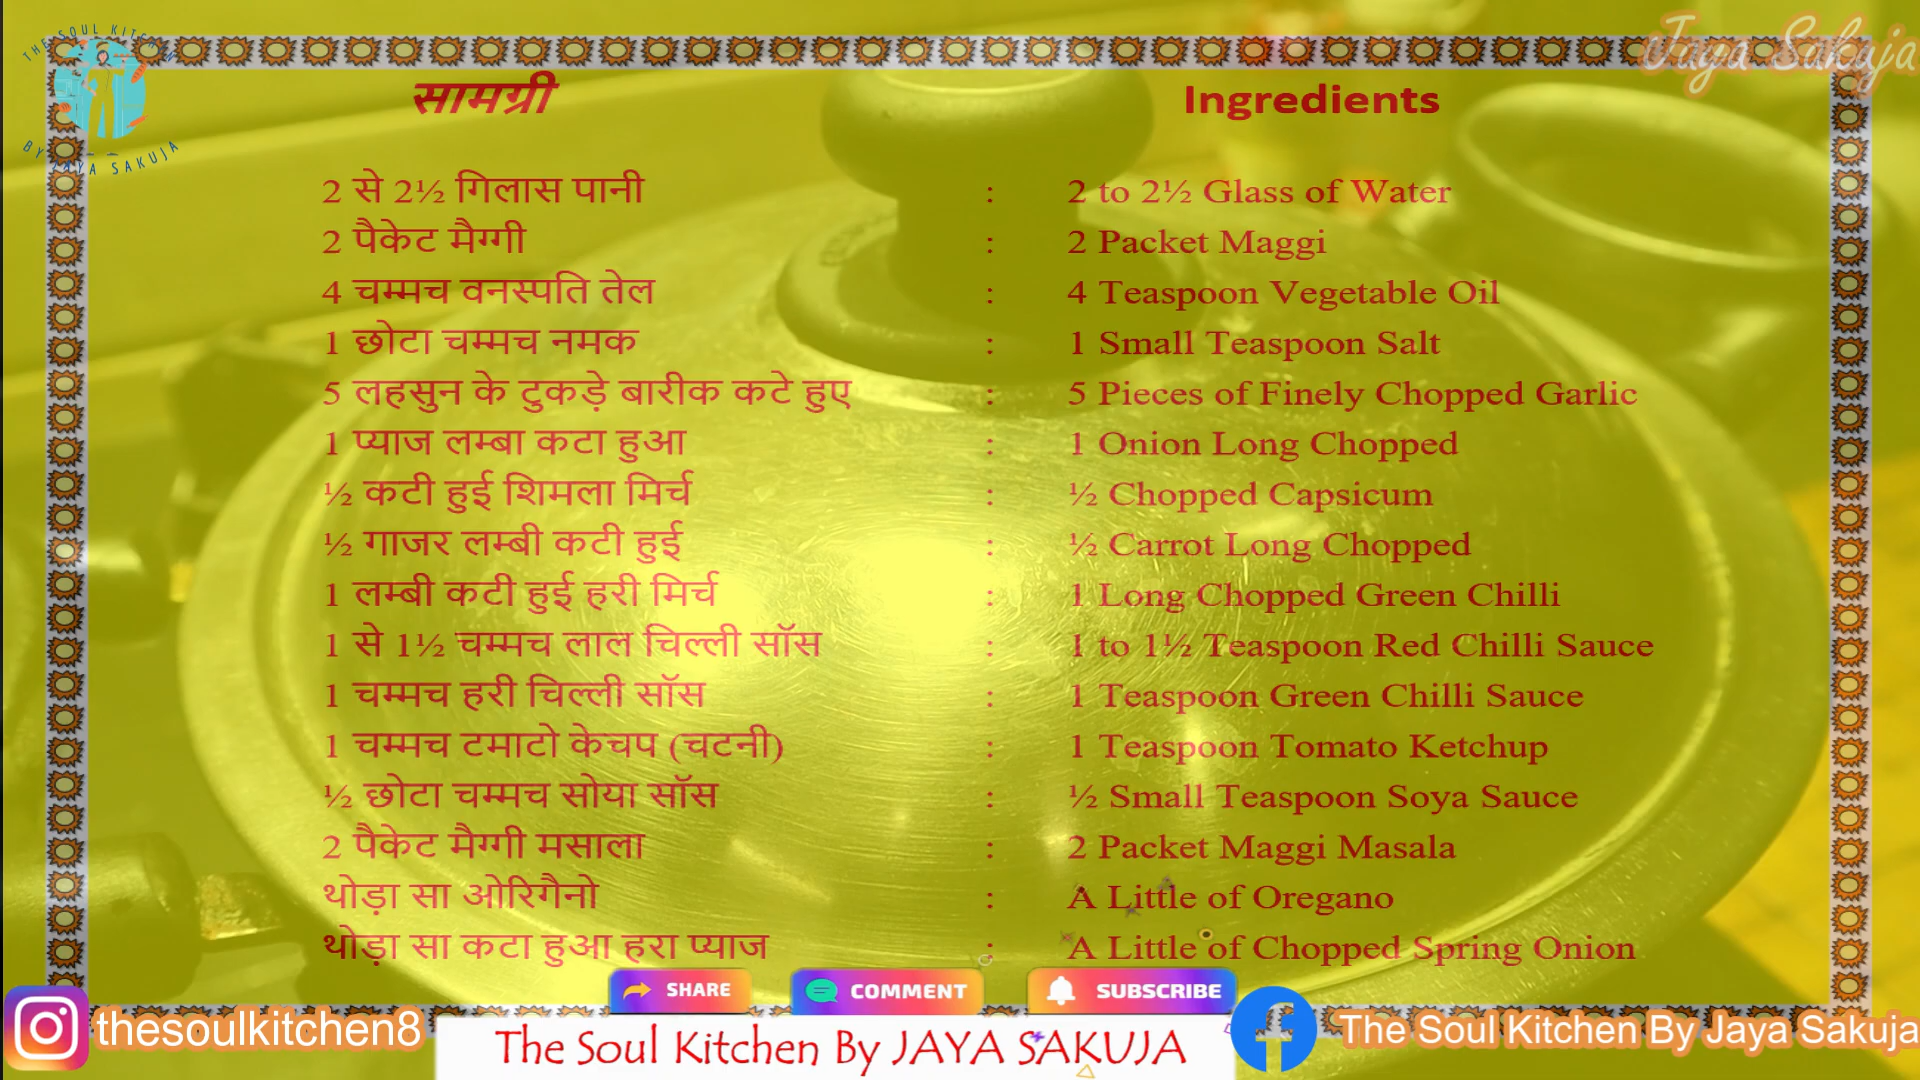 THE SOUL KITCHEN
BY JAYA SAKUJA
Jaya Sakuja
सामग्री Ingredients
2 से 2½ गिलास पानी : 2 to 2½ Glass of Water
2 पैकेट मैग्गी : 2 Packet Maggi
4 चम्मच वनस्पति तेल : 4 Teaspoon Vegetable Oil
1 छोटा चम्मच नमक : 1 Small Teaspoon Salt
5 लहसुन के टुकड़े बारीक कटे हुए : 5 Pieces of Finely Chopped Garlic
1 प्याज लम्बा कटा हुआ : 1 Onion Long Chopped
½ कटी हुई शिमला मिर्च : ½ Chopped Capsicum
½ गाजर लम्बी कटी हुई : ½ Carrot Long Chopped
1 लम्बी कटी हुई हरी मिर्च : 1 Long Chopped Green Chilli
1 से 1½ चम्मच लाल चिल्ली सॉस : 1 to 1½ Teaspoon Red Chilli Sauce
1 चम्मच हरी चिल्ली सॉस : 1 Teaspoon Green Chilli Sauce
1 चम्मच टमाटो केचप (चटनी) : 1 Teaspoon Tomato Ketchup
½ छोटा चम्मच सोया सॉस : ½ Small Teaspoon Soya Sauce
2 पैकेट मैग्गी मसाला : 2 Packet Maggi Masala
थोड़ा सा ओरिगैनो : A Little of Oregano
थोड़ा सा कटा हुआ हरा प्याज : A Little of Chopped Spring Onion
SHARE COMMENT SUBSCRIBE
thesoulkitchen8 The Soul Kitchen By JAYA SAKUJA The Soul Kitchen By Jaya Sakuja